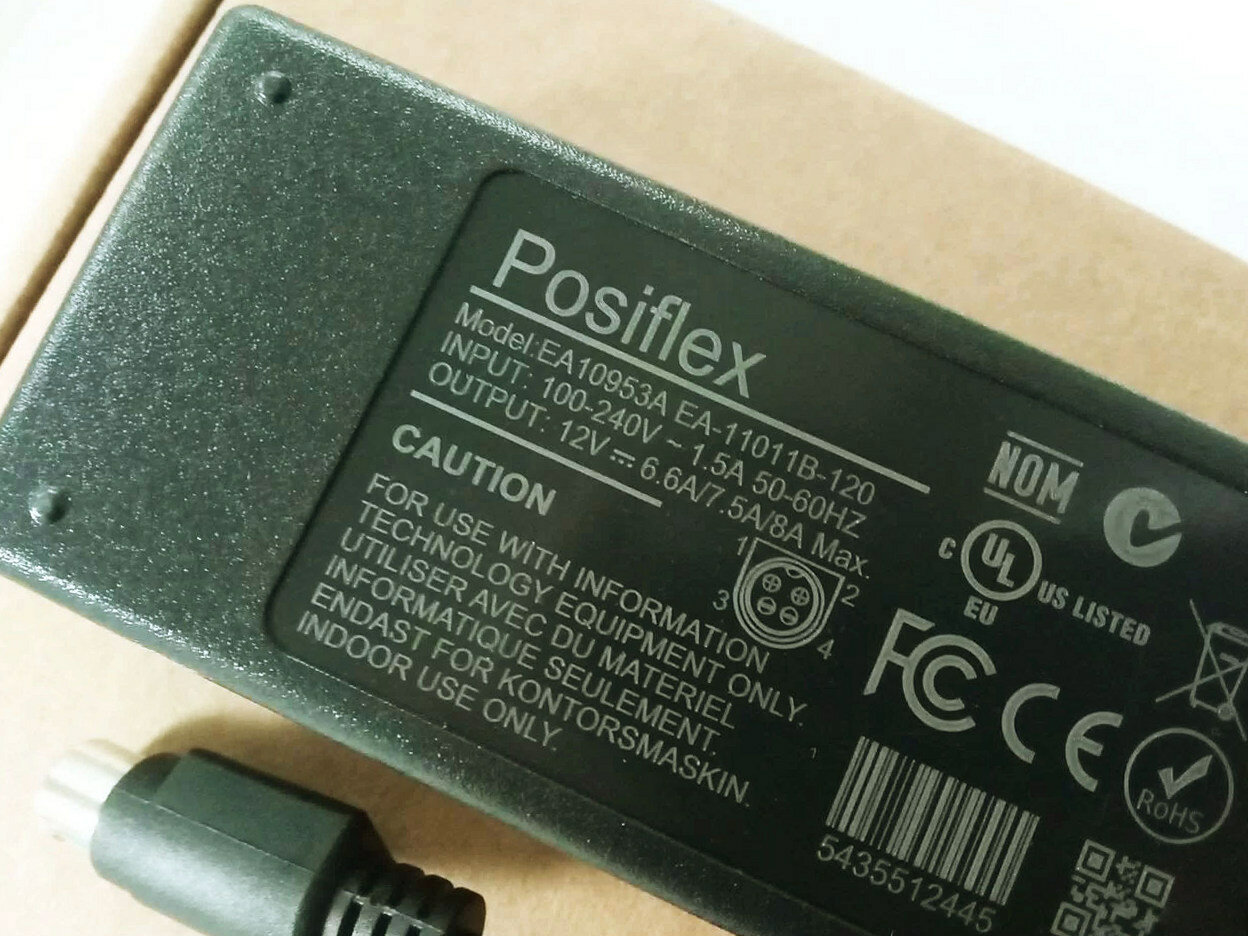 Posiflex
Model:EA10953A EA-11011B-120
INPUT: 100-240V ~ 1.5A 50-60HZ
OUTPUT: 12V ⎓ 6.6A/7.5A/8A Max.
CAUTION
FOR USE WITH INFORMATION
TECHNOLOGY EQUIPMENT ONLY.
UTILISER AVEC DU MATERIEL
INFORMATIQUE SEULEMENT.
ENDAST FOR KONTORSMASKIN.
INDOOR USE ONLY.
1
2
3
4
NOM
C UL US LISTED
EU
FC CE
RoHS
5435512445